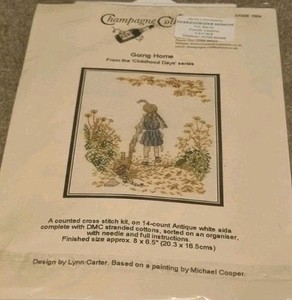 Champagne Co
Going Home
From the 'Childhood Days' series
A counted cross stitch kit, on 14-count Antique white aida
complete with DMC stranded cottons, sorted on an organiser,
with needle and full instructions.
Finished size approx. 8 x 6.5" (20.3 x 16.5cms)
Design by Lynn Carter. Based on a painting by Michael Cooper.